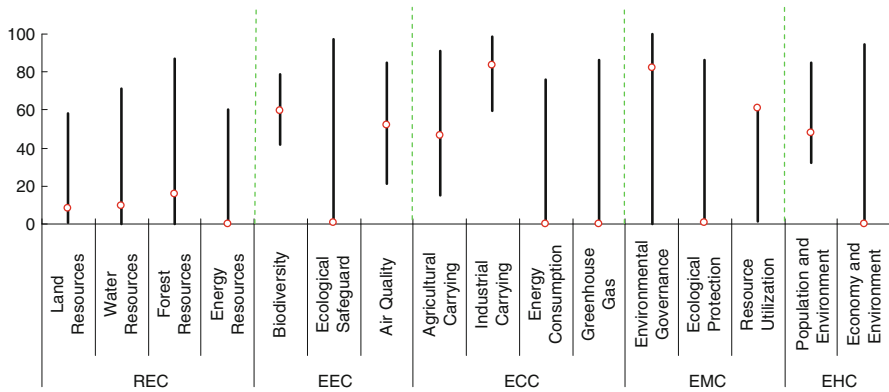 100
80
60
40
20
0
Land
Resources
Water
Resources
Forest
Resources
Energy
Resources
Biodiversity
Ecological
Safeguard
Air Quality
Agricultural
Carrying
Industrial
Carrying
Energy
Consumption
Greenhouse
Gas
Environmental
Governance
Ecological
Protection
Resource
Utilization
Population and
Environment
Economy and
Environment
REC
EEC
ECC
EMC
EHC